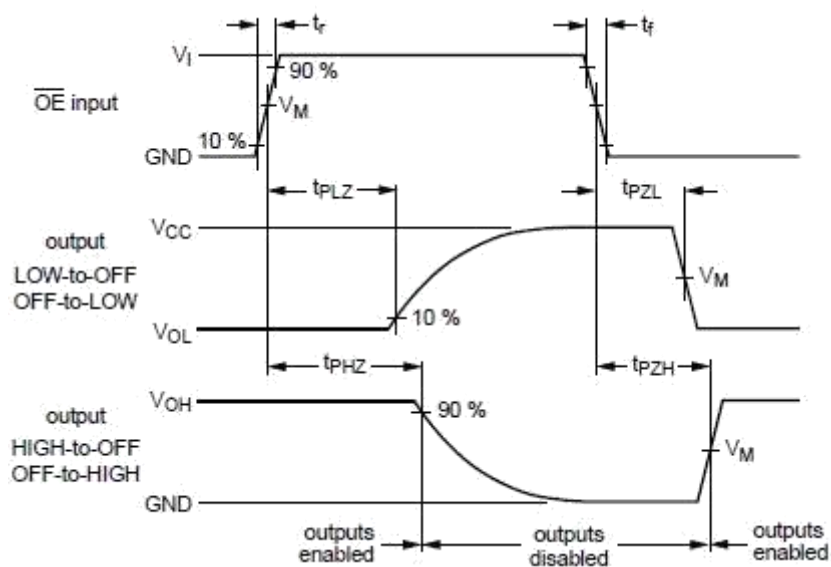 tr
tf
VI
90 %
OE input
VM
10 %
GND
tPLZ
tPZL
VCC
output
LOW-to-OFF
OFF-to-LOW
VM
10 %
VOL
tPHZ
tPZH
VOH
output
90 %
HIGH-to-OFF
OFF-to-HIGH
VM
GND
outputs
enabled
outputs
disabled
outputs
enabled